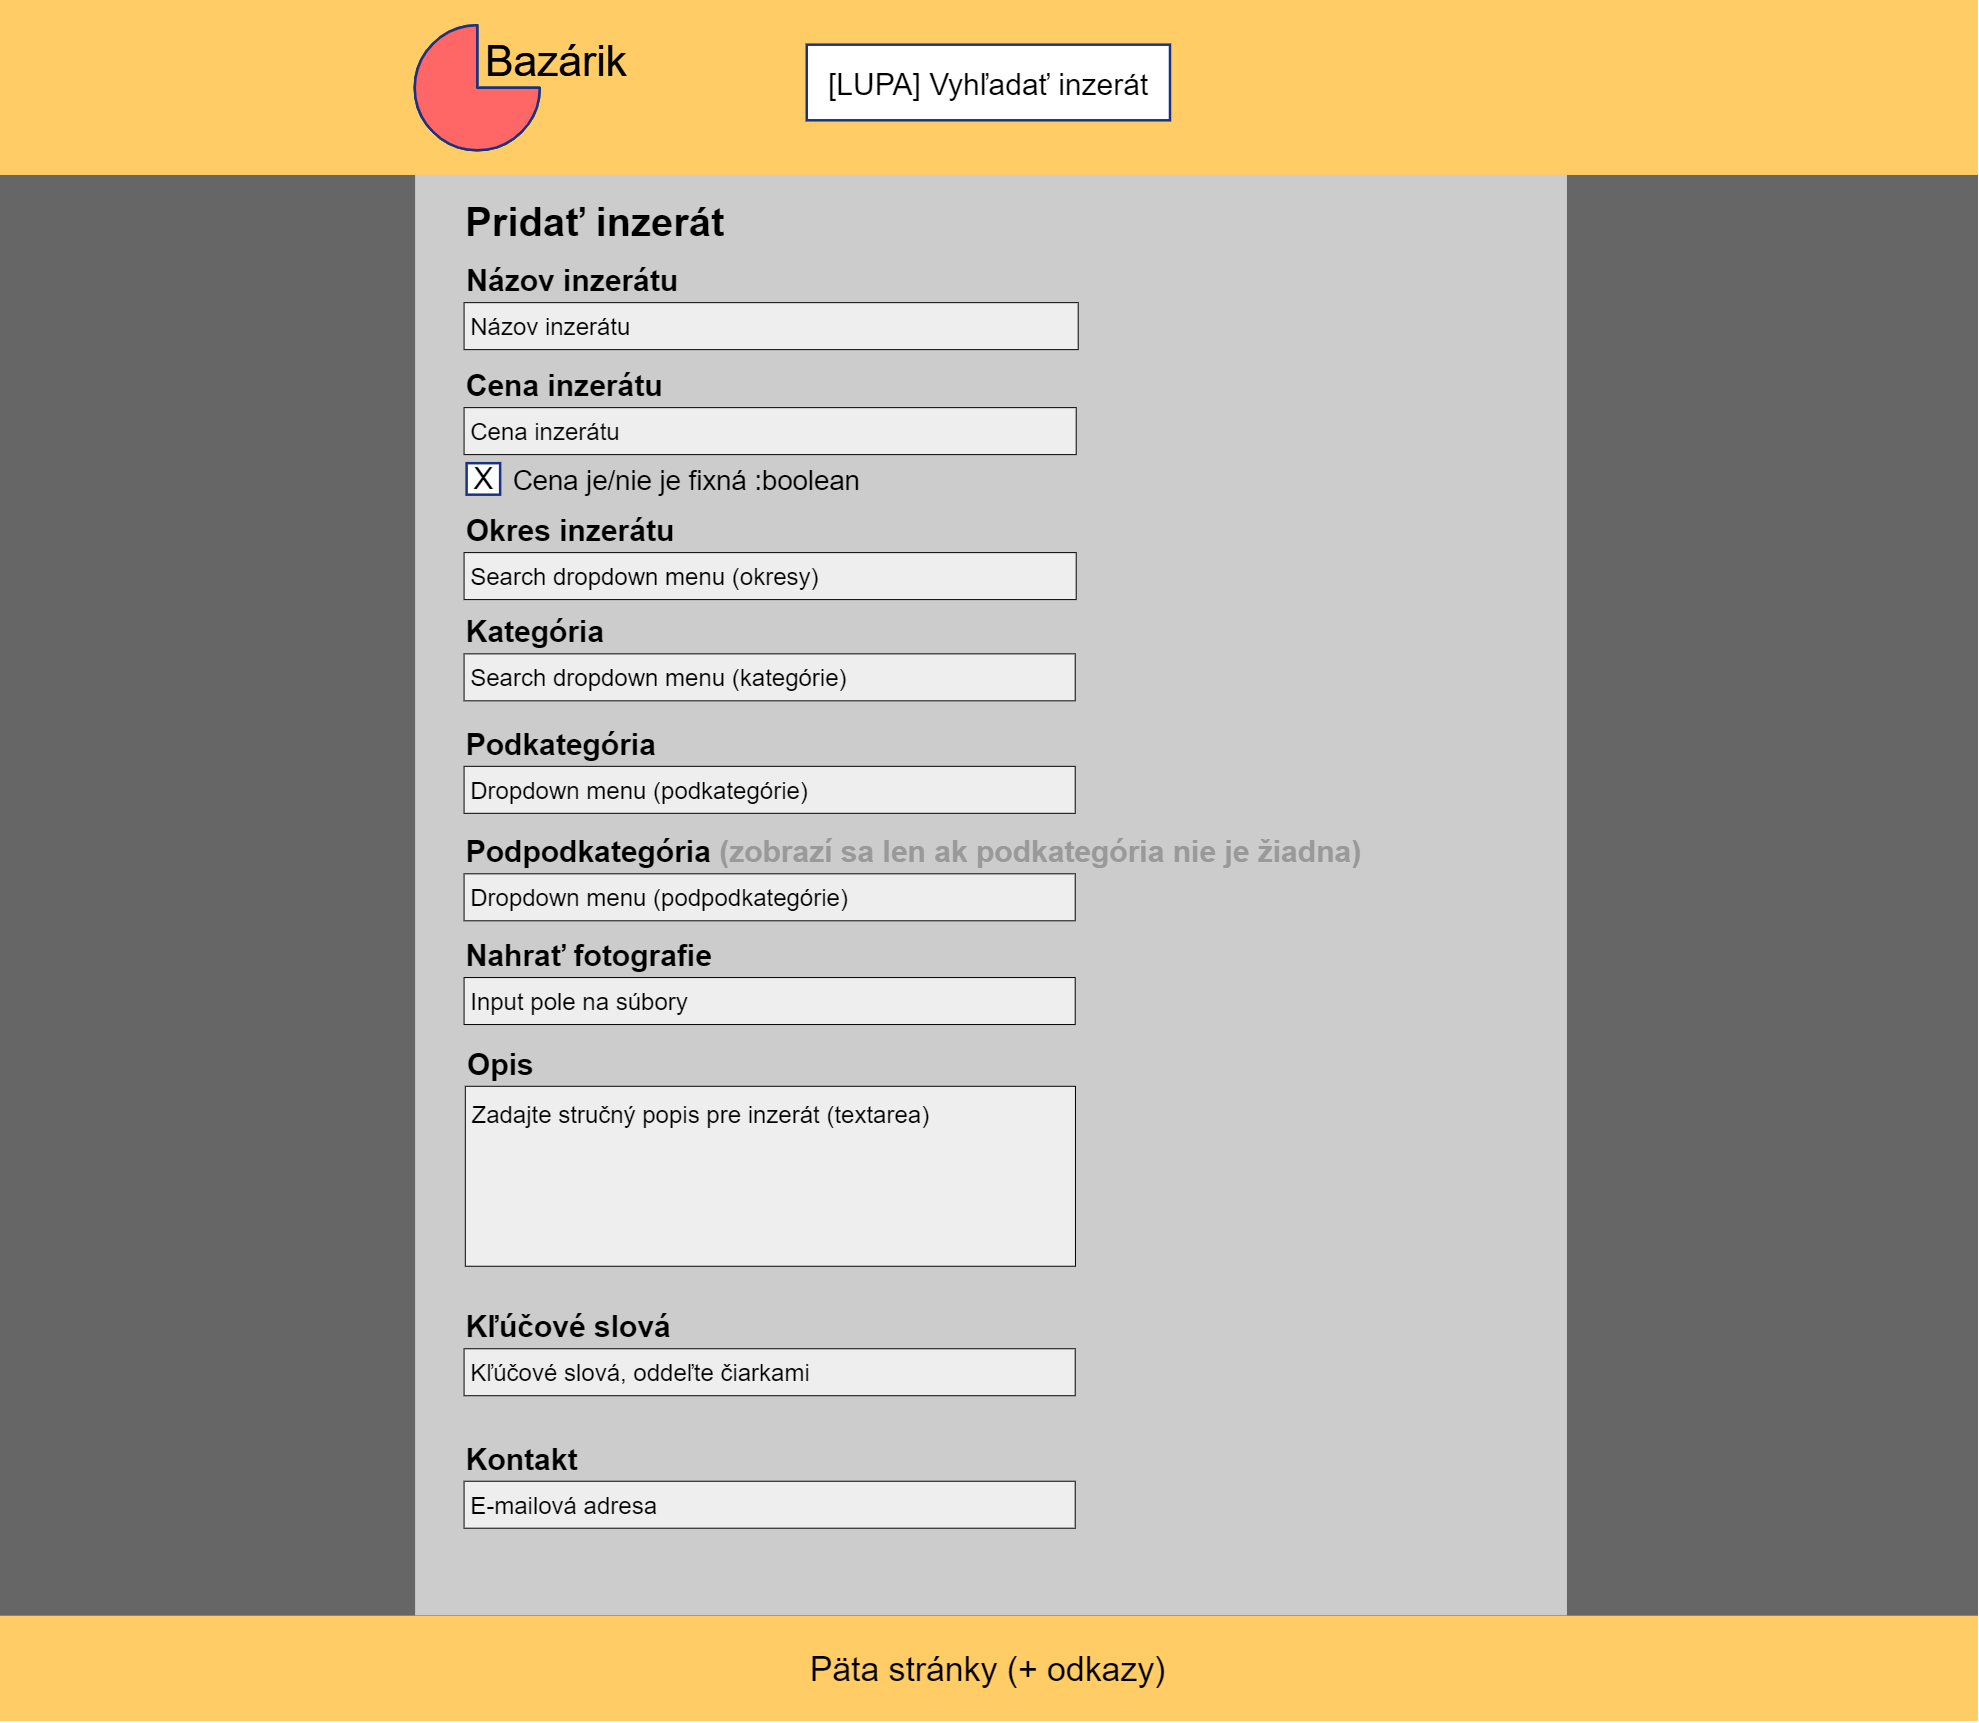 Bazárik
[LUPA] Vyhľadať inzerát
Pridať inzerát
Názov inzerátu
Názov inzerátu
Cena inzerátu
Cena inzerátu
X Cena je/nie je fixná :boolean
Okres inzerátu
Search dropdown menu (okresy)
Kategória
Search dropdown menu (kategórie)
Podkategória
Dropdown menu (podkategórie)
Podpodkategória (zobrazí sa len ak podkategória nie je žiadna)
Dropdown menu (podpodkategórie)
Nahrať fotografie
Input pole na súbory
Opis
Zadajte stručný popis pre inzerát (textarea)
Kľúčové slová
Kľúčové slová, oddeľte čiarkami
Kontakt
E-mailová adresa
Päta stránky (+ odkazy)